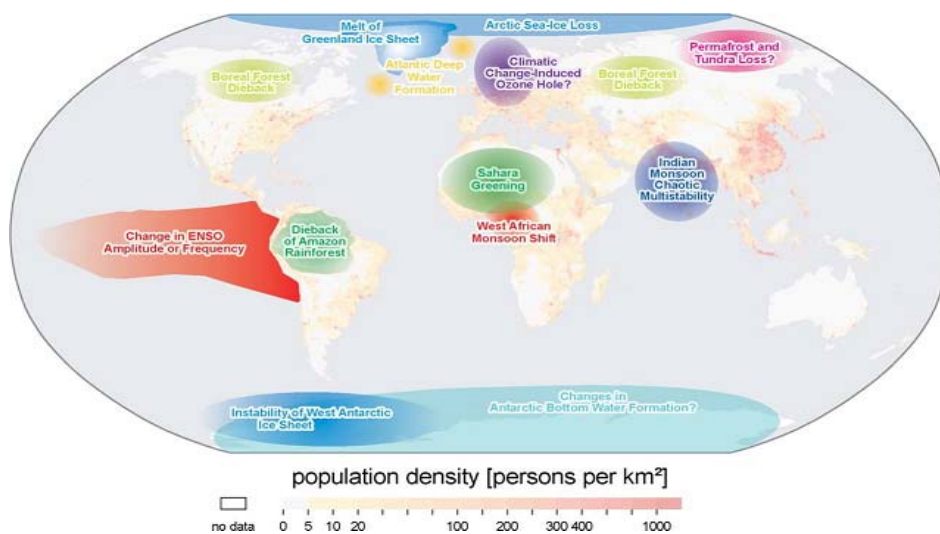 Melt of
Greenland Ice Sheet
Arctic Sea-Ice Loss
Atlantic Deep
Water
Formation
Climatic
Change-Induced
Ozone Hole?
Permafrost and
Tundra Loss?
Boreal Forest
Dieback
Boreal Forest
Dieback
Sahara
Greening
Indian
Monsoon
Chaotic
Multistability
West African
Monsoon Shift
Change in ENSO
Amplitude or Frequency
Dieback
of Amazon
Rainforest
Instability of West Antarctic
Ice Sheet
Changes in
Antarctic Bottom Water Formation?
population density [persons per km²]
no data
0 5 10 20 100 200 300 400 1000